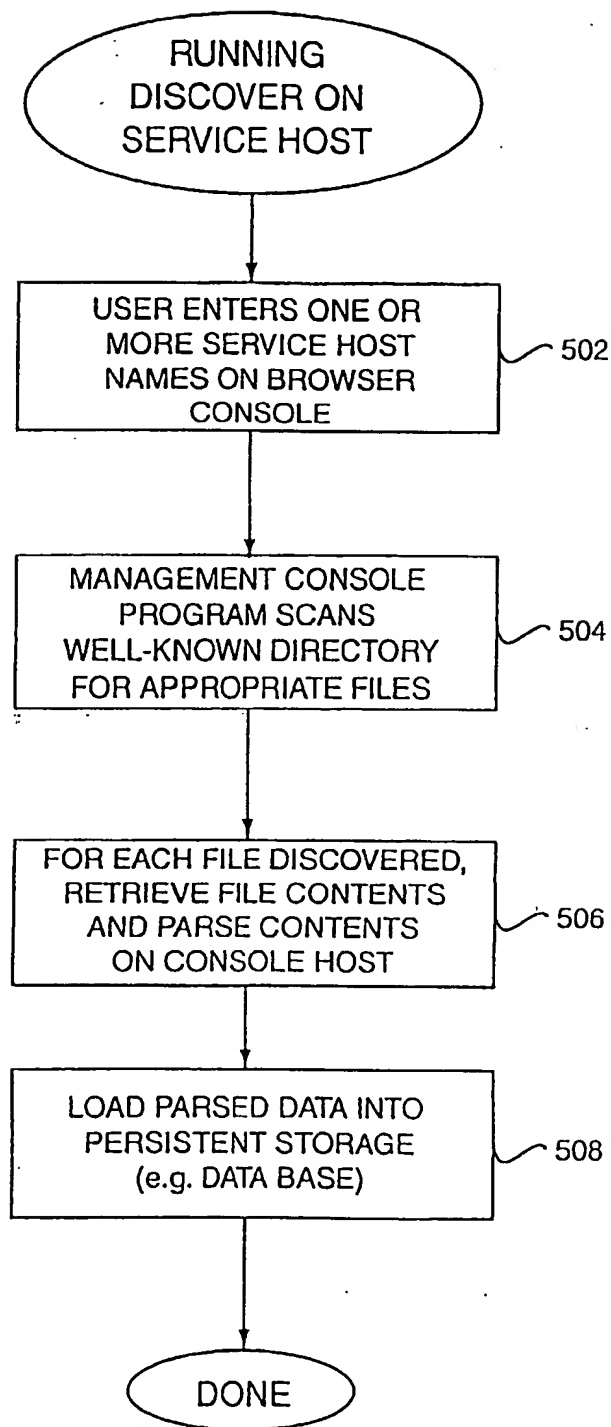 RUNNING
DISCOVER ON
SERVICE HOST
USER ENTERS ONE OR
MORE SERVICE HOST
NAMES ON BROWSER
CONSOLE
502
MANAGEMENT CONSOLE
PROGRAM SCANS
WELL-KNOWN DIRECTORY
FOR APPROPRIATE FILES
504
FOR EACH FILE DISCOVERED,
RETRIEVE FILE CONTENTS
AND PARSE CONTENTS
ON CONSOLE HOST
506
LOAD PARSED DATA INTO
PERSISTENT STORAGE
(e.g. DATA BASE)
508
DONE